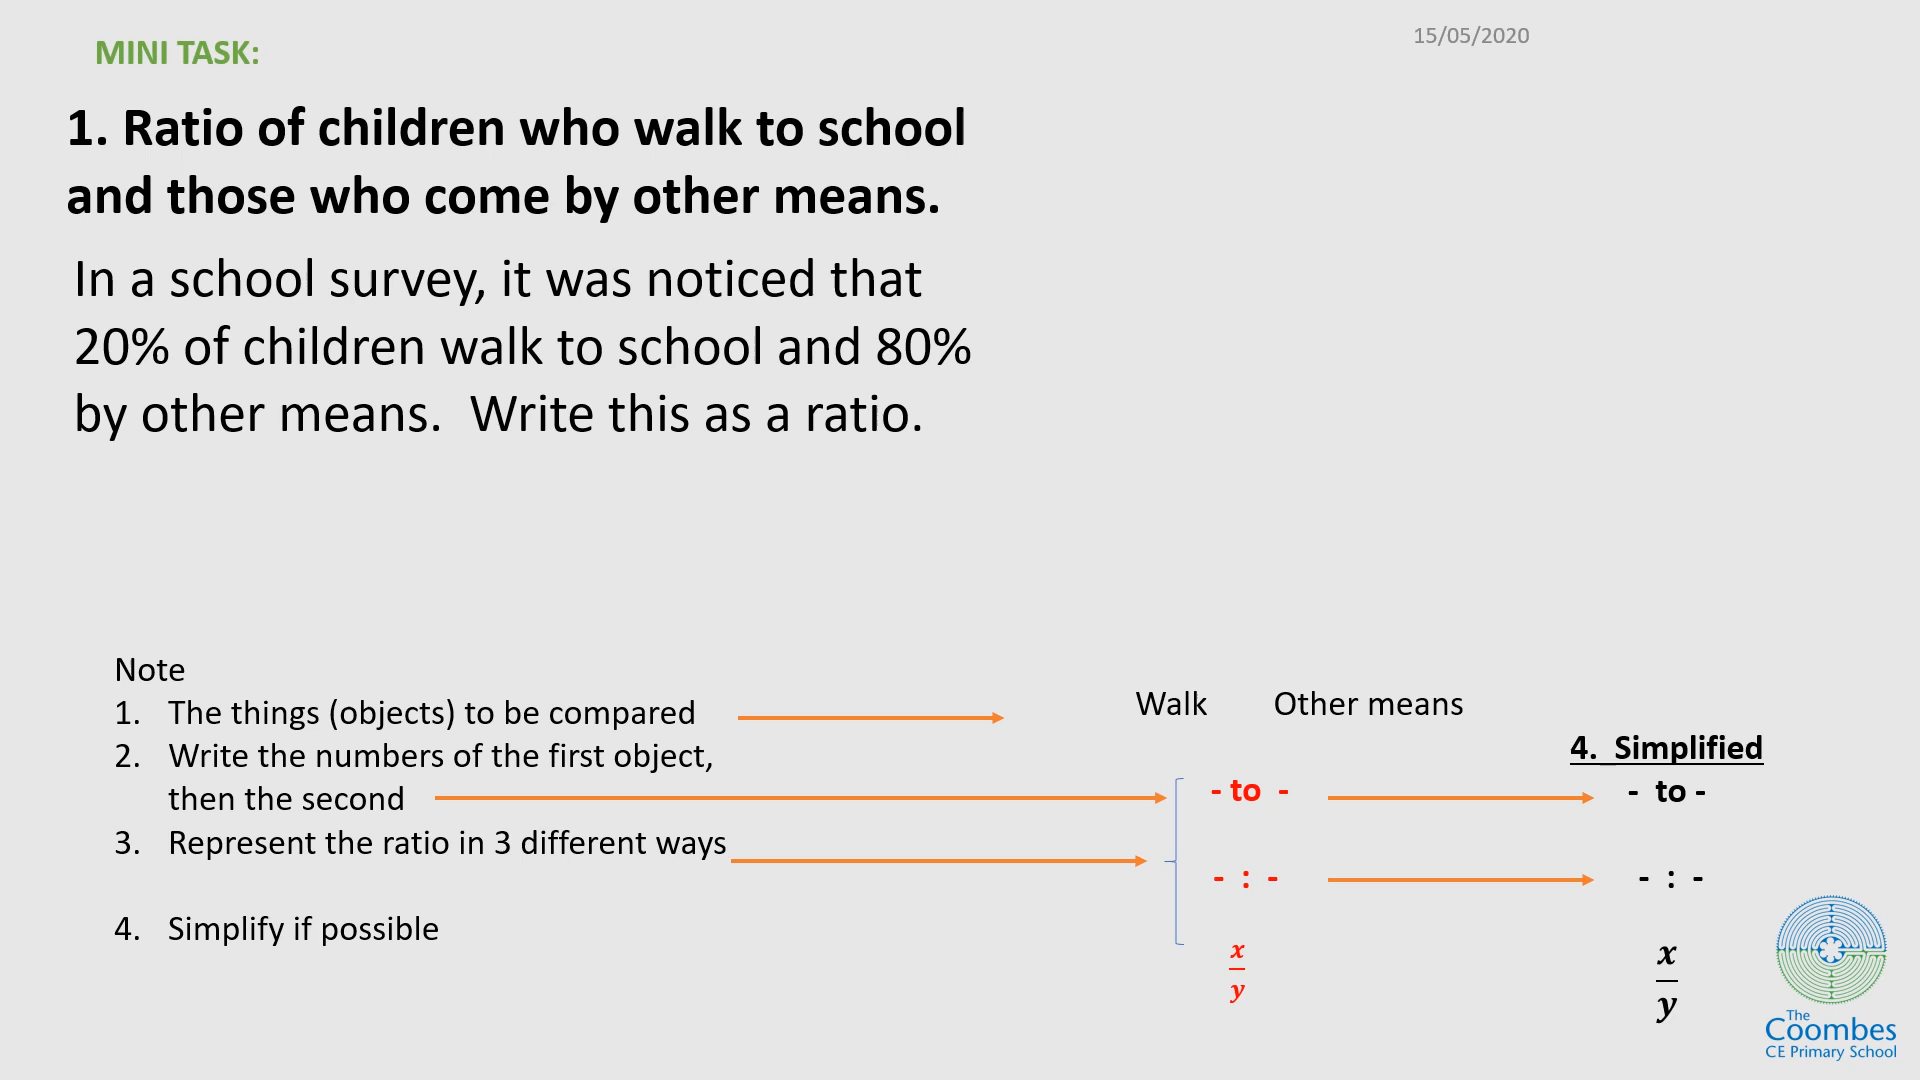 MINI TASK:
15/05/2020
1. Ratio of children who walk to school
and those who come by other means.
In a school survey, it was noticed that
20% of children walk to school and 80%
by other means.  Write this as a ratio.
Note
1. The things (objects) to be compared
2. Write the numbers of the first object,
then the second
3. Represent the ratio in 3 different ways
4. Simplify if possible
Walk Other means
4. Simplified
- to -
- to -
- : -
- : -
x
y
x
y
The
Coombes
CE Primary School